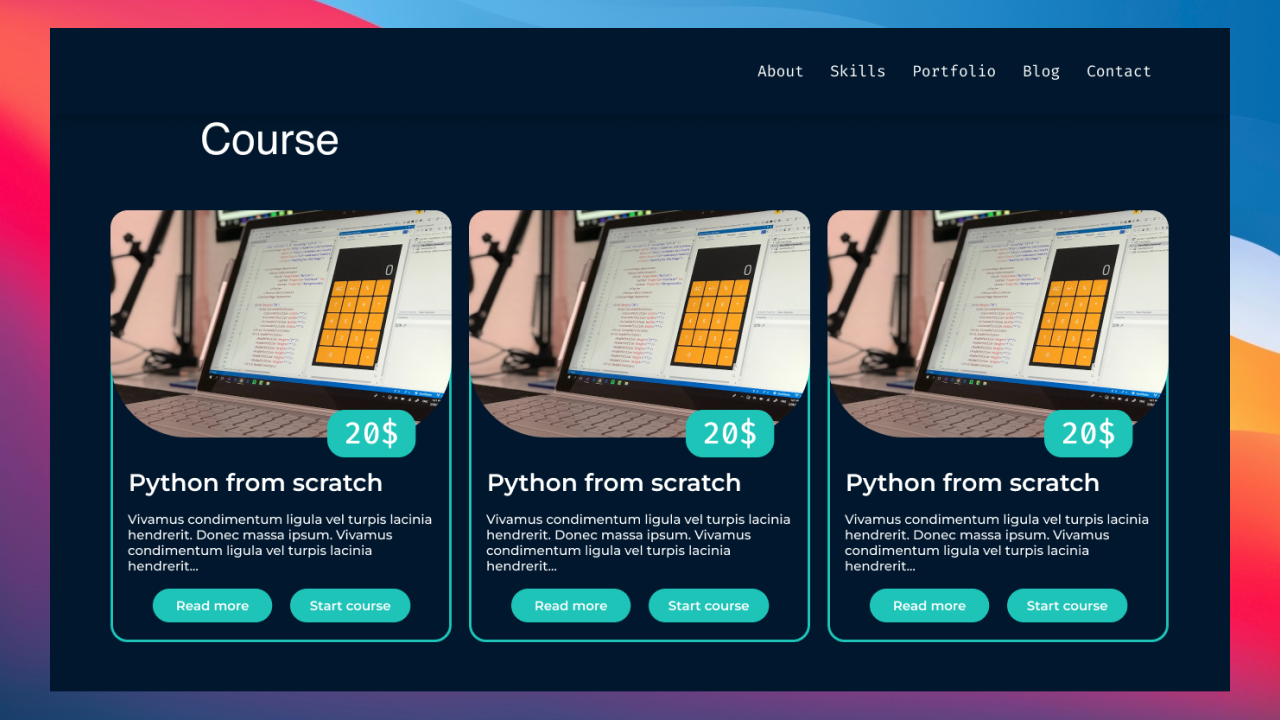 About Skills Portfolio Blog Contact
Course
20$
Python from scratch
Vivamus condimentum ligula vel turpis lacinia
hendrerit. Donec massa ipsum. Vivamus
condimentum ligula vel turpis lacinia
hendrerit...
Read more Start course
20$
Python from scratch
Vivamus condimentum ligula vel turpis lacinia
hendrerit. Donec massa ipsum. Vivamus
condimentum ligula vel turpis lacinia
hendrerit...
Read more Start course
20$
Python from scratch
Vivamus condimentum ligula vel turpis lacinia
hendrerit. Donec massa ipsum. Vivamus
condimentum ligula vel turpis lacinia
hendrerit...
Read more Start course